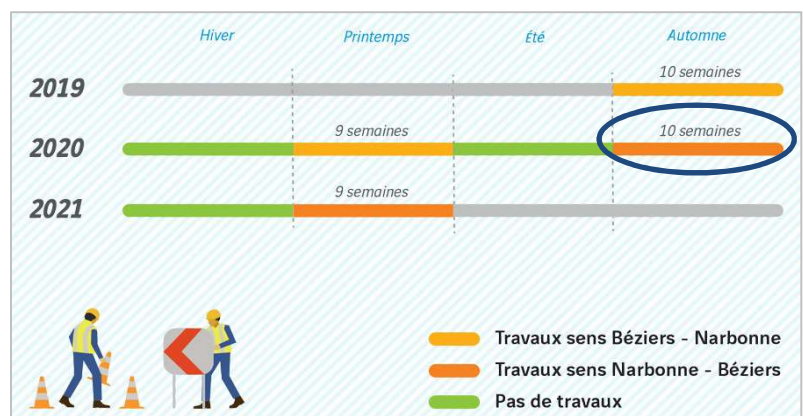 Hiver Printemps Été Automne
10 semaines
2019
9 semaines 10 semaines
2020
9 semaines
2021
Travaux sens Béziers - Narbonne
Travaux sens Narbonne - Béziers
Pas de travaux